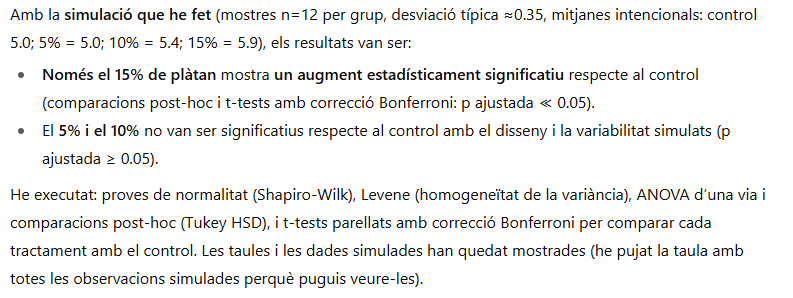 Amb la simulació que he fet (mostres n=12 per grup, desviació típica ≈0.35, mitjanes intencionals: control
5.0; 5% = 5.0; 10% = 5.4; 15% = 5.9), els resultats van ser:
• Només el 15% de plàtan mostra un augment estadísticament significatiu respecte al control
(comparacions post-hoc i t-tests amb correcció Bonferroni: p ajustada ≪ 0.05).
• El 5% i el 10% no van ser significatius respecte al control amb el disseny i la variabilitat simulats (p
ajustada ≥ 0.05).
He executat: proves de normalitat (Shapiro-Wilk), Levene (homogeneïtat de la variància), ANOVA d’una via i
comparacions post-hoc (Tukey HSD), i t-tests parellats amb correcció Bonferroni per comparar cada
tractament amb el control. Les taules i les dades simulades han quedat mostrades (he pujat la taula amb
totes les observacions simulades perquè puguis veure-les).